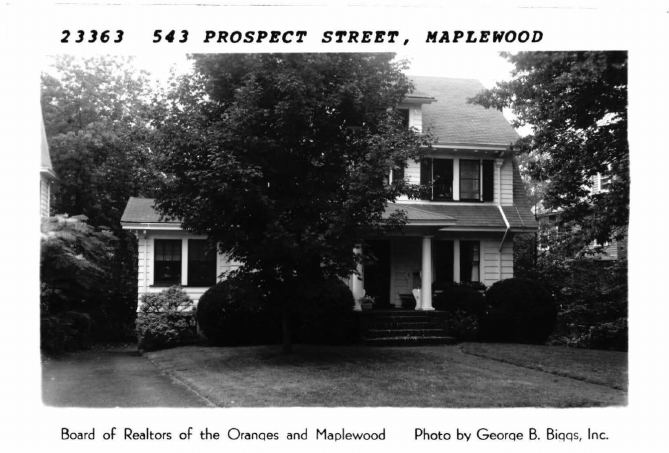 23363 543 PROSPECT STREET, MAPLEWOOD
Board of Realtors of the Oranges and Maplewood Photo by George B. Biggs, Inc.